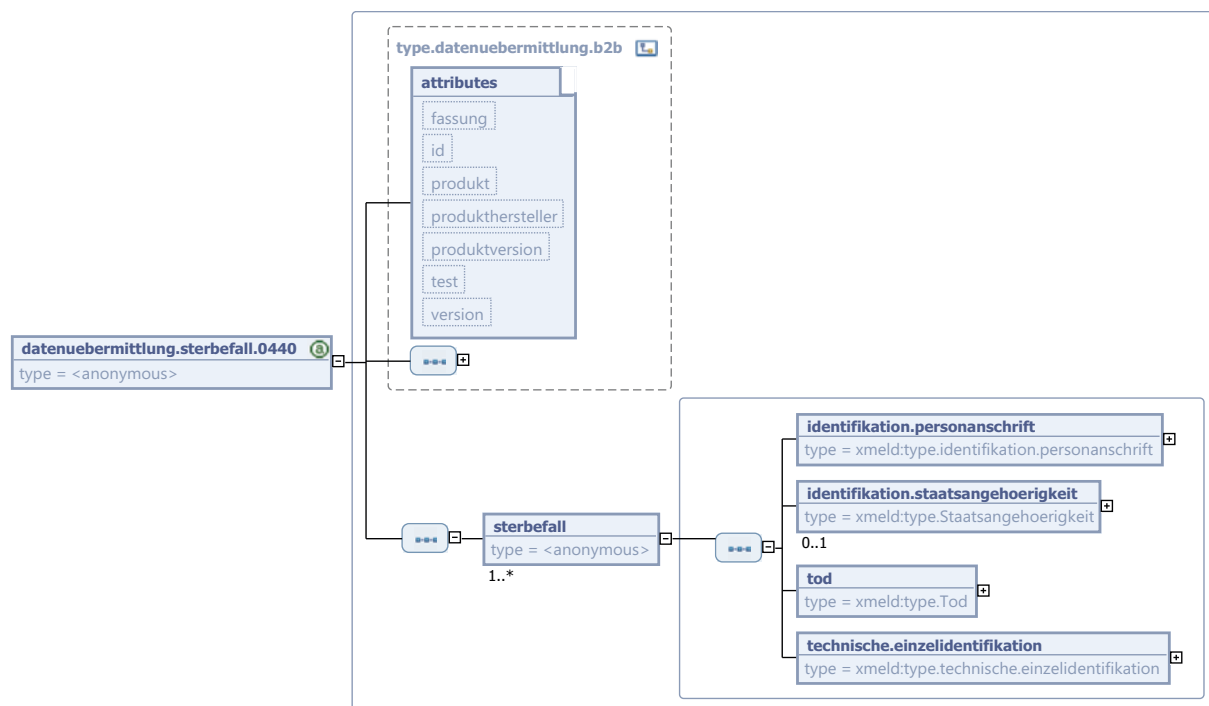 type.datenuebermittlung.b2b
attributes
fassung
id
produkt
produkthersteller
produktversion
test
version
datenuebermittlung.sterbefall.0440 a
type = <anonymous>
identifikation.personanschrift
type = xmeld:type.identifikation.personanschrift
identifikation.staatsangehoerigkeit
type = xmeld:type.Staatsangehoerigkeit
0..1
sterbefall
type = <anonymous>
1..*
tod
type = xmeld:type.Tod
technische.einzelidentifikation
type = xmeld:type.technische.einzelidentifikation